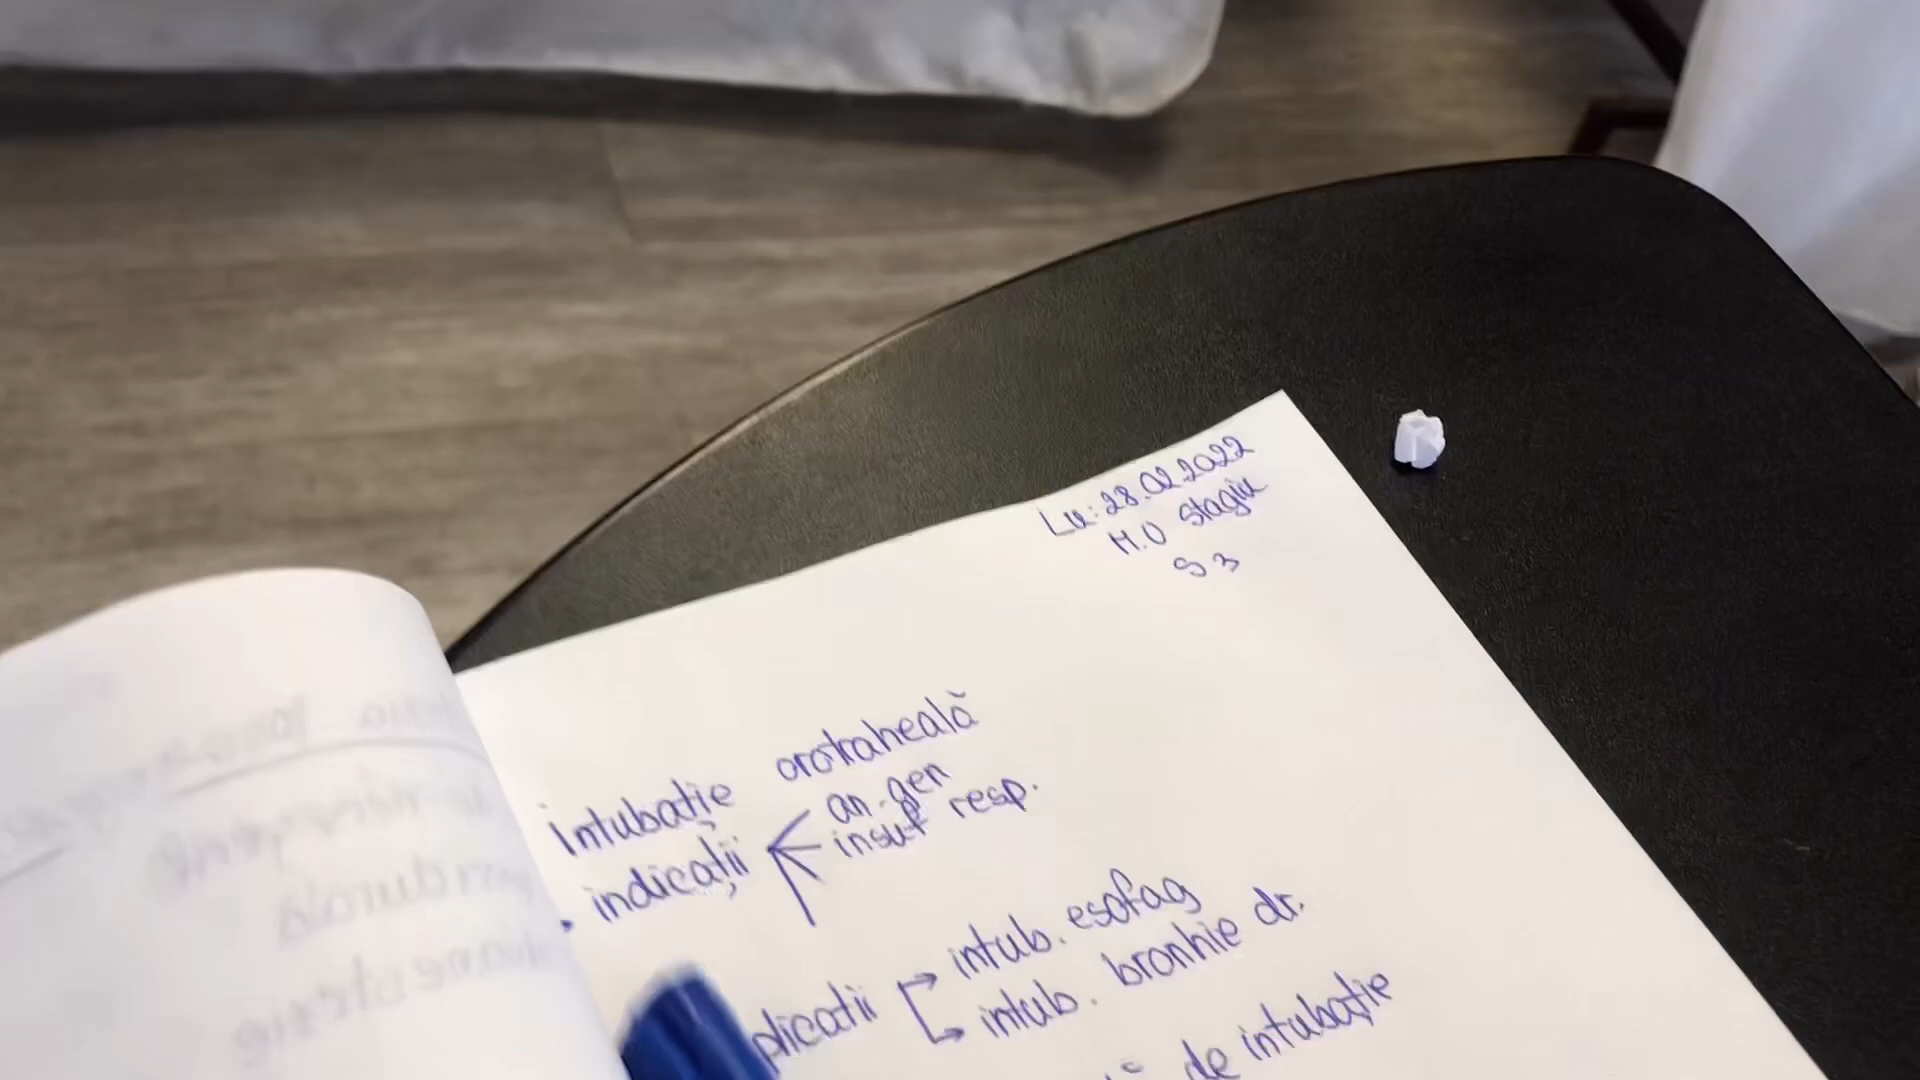 Lu: 28.02.2022
M.U Stagiu
S 3
Intubație orotraheală
an. gen
• indicații
insuf resp.
intub. esofag
plicații
intub. bronhie dr.
de intubație